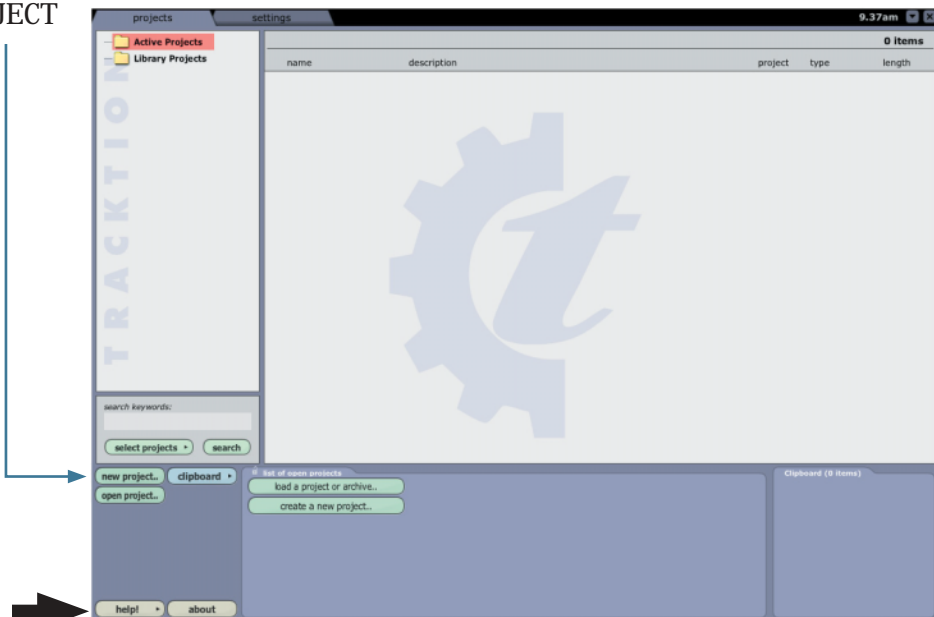 JECT
projects settings 9.37am
Active Projects 0 items
Library Projects
name description project type length
TRACKTION
t
search keywords:
select projects search
new project.. clipboard list of open projects Clipboard (0 items)
load a project or archive..
open project..
create a new project..
help! about